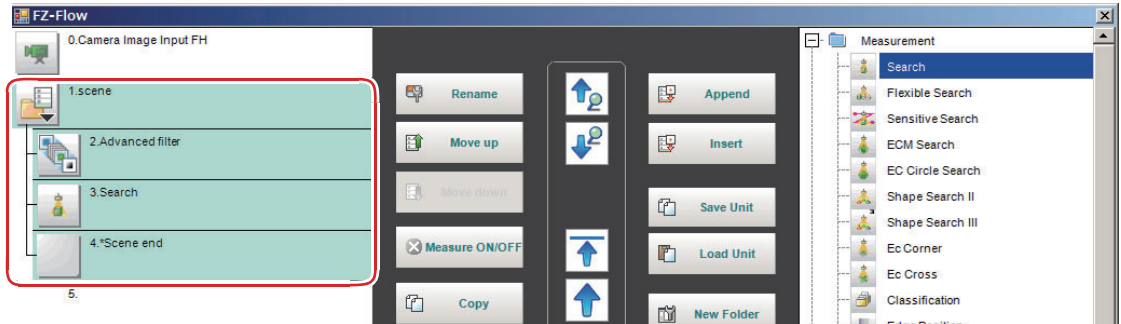 FZ-Flow
0.Camera Image Input FH
1.scene
2.Advanced filter
3.Search
4.*Scene end
5.
Rename
Move up
Move down
Measure ON/OFF
Copy
Append
Insert
Save Unit
Load Unit
New Folder
Measurement
Search
Flexible Search
Sensitive Search
ECM Search
EC Circle Search
Shape Search II
Shape Search III
Ec Corner
Ec Cross
Classification
Edge Position